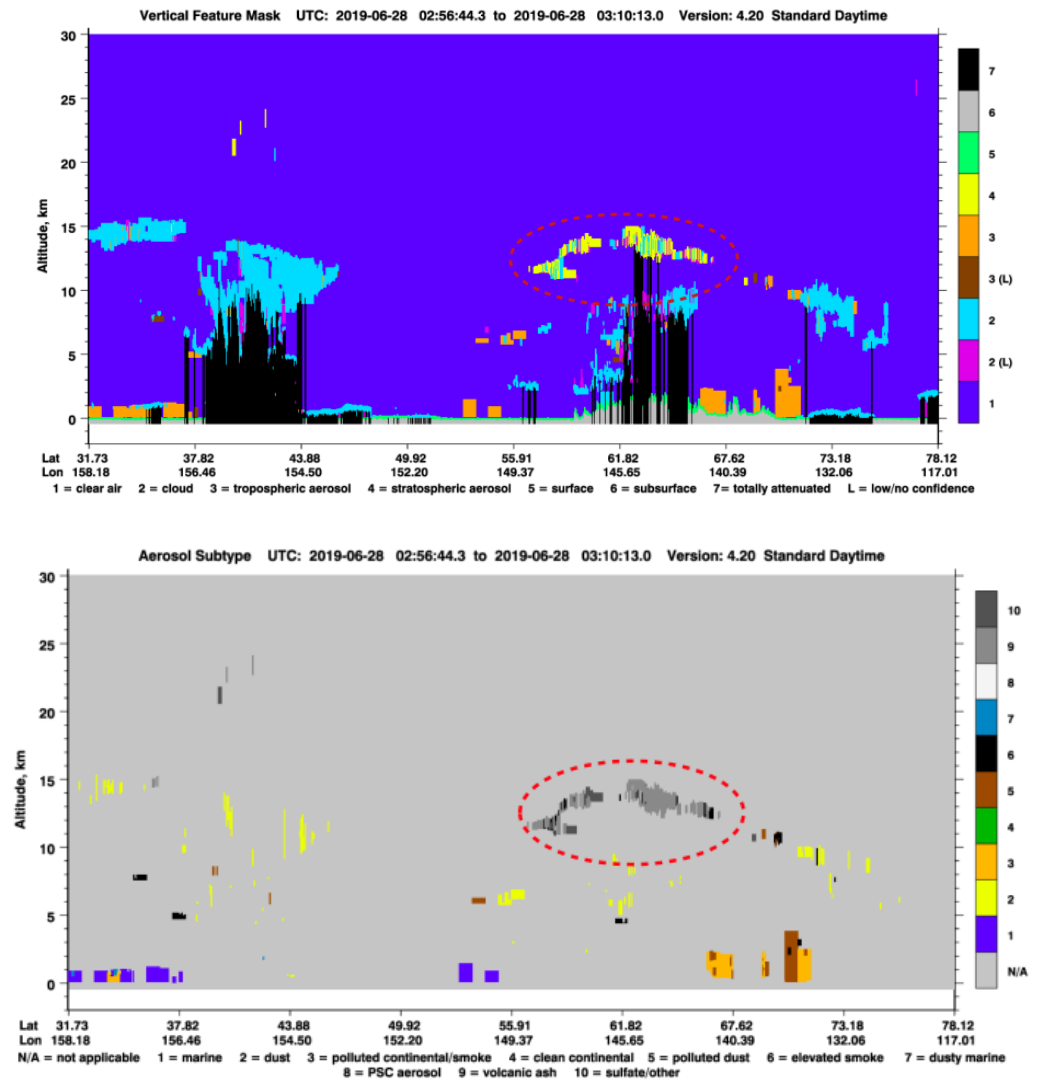 Vertical Feature Mask UTC: 2019-06-28 02:56:44.3 to 2019-06-28 03:10:13.0 Version: 4.20 Standard Daytime
30
25
20
15
10
5
0
Altitude, km
7
6
5
4
3
3 (L)
2
2 (L)
1
Lat 31.73 37.82 43.88 49.92 55.91 61.82 67.62 73.18 78.12
Lon 158.18 156.46 154.50 152.20 149.37 145.65 140.39 132.06 117.01
1 = clear air 2 = cloud 3 = tropospheric aerosol 4 = stratospheric aerosol 5 = surface 6 = subsurface 7= totally attenuated L = low/no confidence
Aerosol Subtype UTC: 2019-06-28 02:56:44.3 to 2019-06-28 03:10:13.0 Version: 4.20 Standard Daytime
30
25
20
15
10
5
0
Altitude, km
10
9
8
7
6
5
4
3
2
1
N/A
Lat 31.73 37.82 43.88 49.92 55.91 61.82 67.62 73.18 78.12
Lon 158.18 156.46 154.50 152.20 149.37 145.65 140.39 132.06 117.01
N/A = not applicable 1 = marine 2 = dust 3 = polluted continental/smoke 4 = clean continental 5 = polluted dust 6 = elevated smoke 7 = dusty marine
8 = PSC aerosol 9 = volcanic ash 10 = sulfate/other